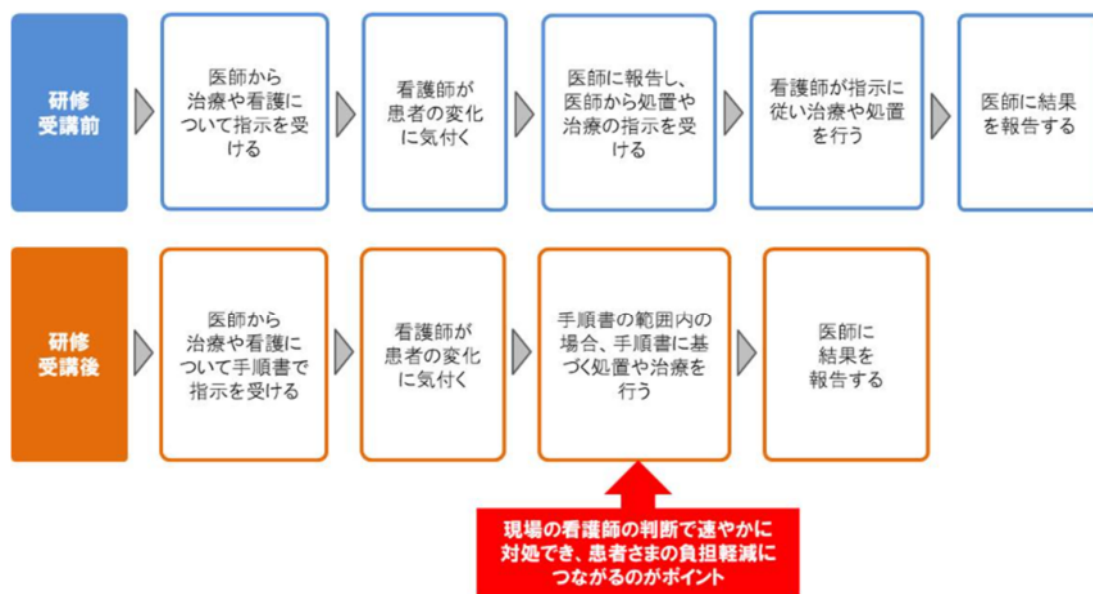 研修
受講前
医師から
治療や看護に
ついて指示を受
ける
看護師が
患者の変化
に気付く
医師に報告し、
医師から処置や
治療の指示を受
ける
看護師が指示に
従い治療や処置
を行う
医師に結果
を報告する
研修
受講後
医師から
治療や看護に
ついて手順書で
指示を受ける
看護師が
患者の変化
に気付く
手順書の範囲内の
場合、手順書に基
づく処置や治療を
行う
医師に
結果を
報告する
現場の看護師の判断で速やかに
対処でき、患者さまの負担軽減に
つながるのがポイント